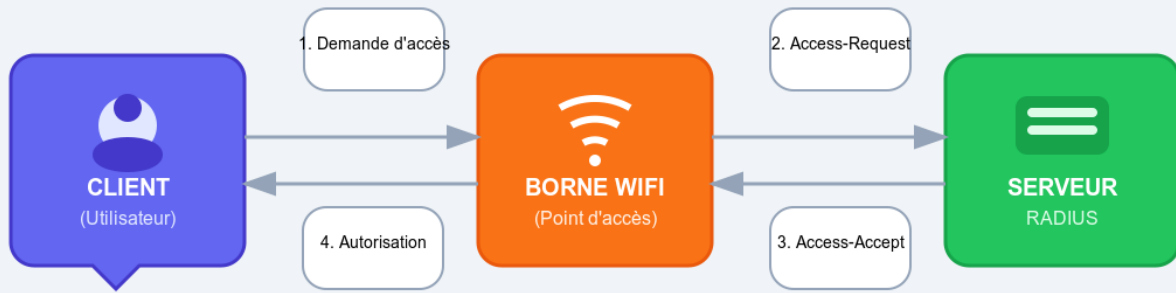 1. Demande d'accès
2. Access-Request
CLIENT
(Utilisateur)
BORNE WIFI
(Point d'accès)
SERVEUR
RADIUS
4. Autorisation
3. Access-Accept